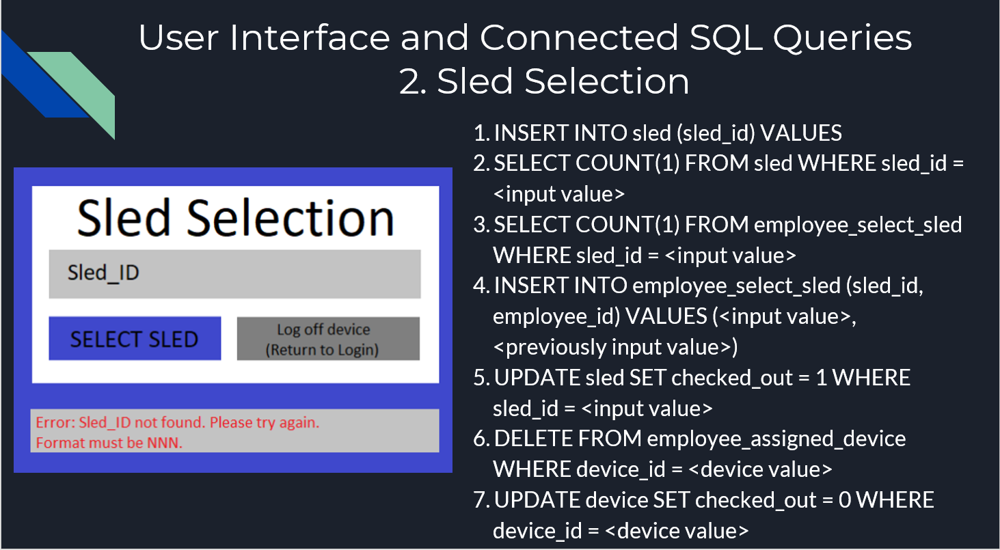 User Interface and Connected SQL Queries
2. Sled Selection
Sled Selection
Sled_ID
SELECT SLED
Log off device
(Return to Login)
Error: Sled_ID not found. Please try again.
Format must be NNN.
1. INSERT INTO sled (sled_id) VALUES
2. SELECT COUNT(1) FROM sled WHERE sled_id =
<input value>
3. SELECT COUNT(1) FROM employee_select_sled
WHERE sled_id = <input value>
4. INSERT INTO employee_select_sled (sled_id,
employee_id) VALUES (<input value>,
<previously input value>)
5. UPDATE sled SET checked_out = 1 WHERE
sled_id = <input value>
6. DELETE FROM employee_assigned_device
WHERE device_id = <device value>
7. UPDATE device SET checked_out = 0 WHERE
device_id = <device value>